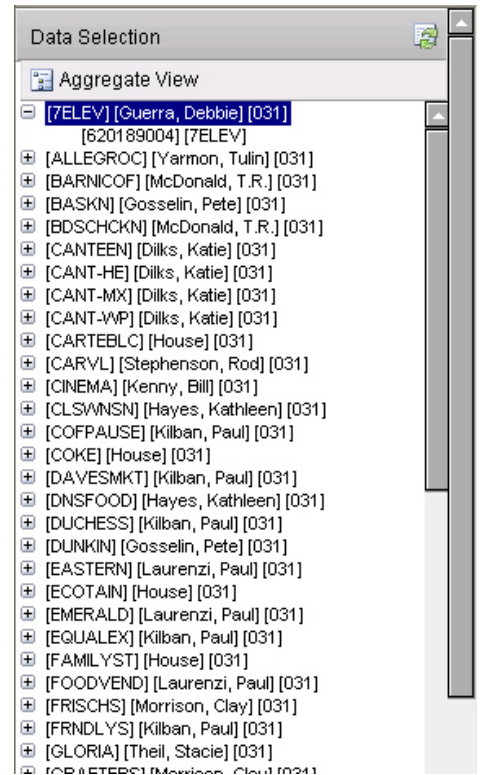 Data Selection
Aggregate View
[7ELEV] [Guerra, Debbie] [031]
[620189004] [7ELEV]
[ALLEGROC] [Yarmon, Tulin] [031]
[BARNICOF] [McDonald, T.R.] [031]
[BASKN] [Gosselin, Pete] [031]
[BDSCHCKN] [McDonald, T.R.] [031]
[CANTEEN] [Dilks, Katie] [031]
[CANT-HE] [Dilks, Katie] [031]
[CANT-MX] [Dilks, Katie] [031]
[CANT-WP] [Dilks, Katie] [031]
[CARTEBLC] [House] [031]
[CARVL] [Stephenson, Rod] [031]
[CINEMA] [Kenny, Bill] [031]
[CLSWNSN] [Hayes, Kathleen] [031]
[COFPAUSE] [Kilban, Paul] [031]
[COKE] [House] [031]
[DAVESMKT] [Kilban, Paul] [031]
[DNSFOOD] [Hayes, Kathleen] [031]
[DUCHESS] [Kilban, Paul] [031]
[DUNKIN] [Gosselin, Pete] [031]
[EASTERN] [Laurenzi, Paul] [031]
[ECOTAIN] [House] [031]
[EMERALD] [Laurenzi, Paul] [031]
[EQUALEX] [Kilban, Paul] [031]
[FAMILYST] [House] [031]
[FOODVEND] [Laurenzi, Paul] [031]
[FRISCHS] [Morrison, Clay] [031]
[FRNDLYS] [Kilban, Paul] [031]
[GLORIA] [Theil, Stacie] [031]
[Morrison, Clay] [031]